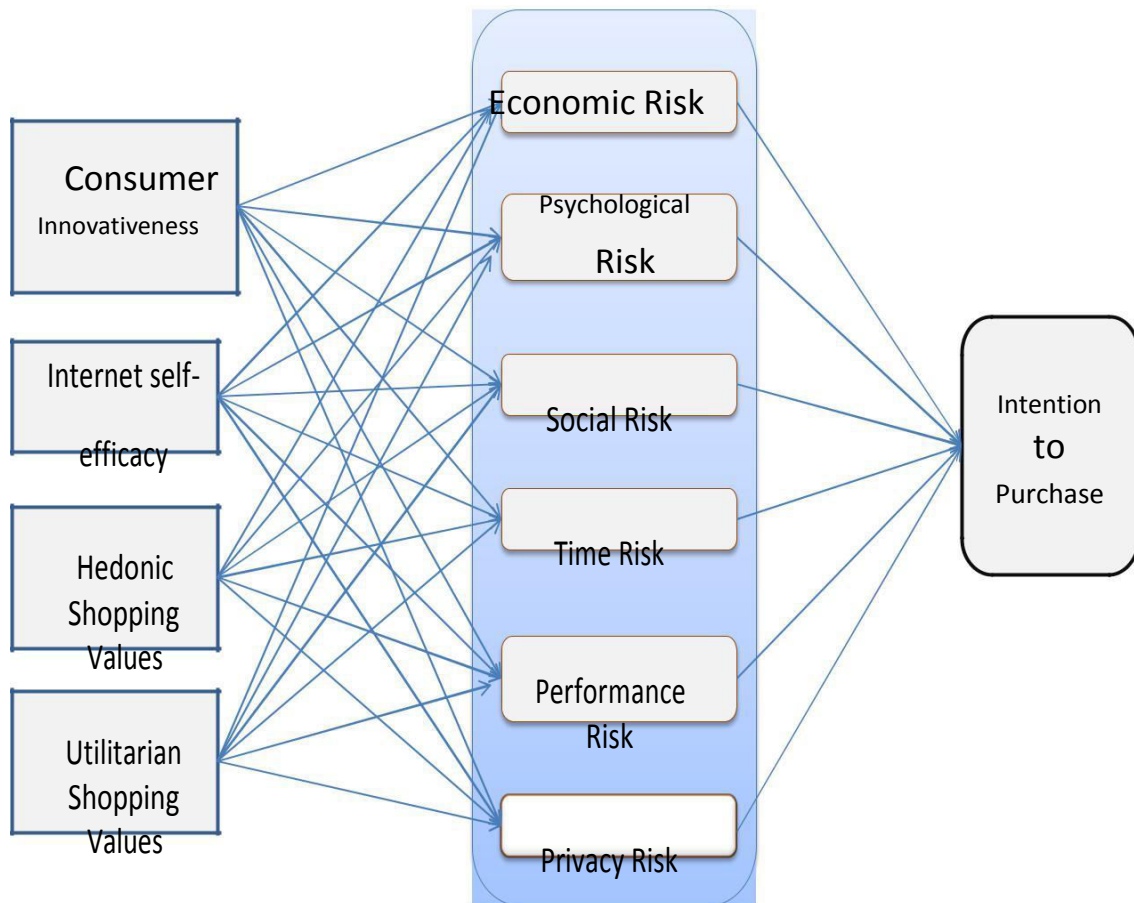 Consumer
Innovativeness
Internet self-
efficacy
Hedonic
Shopping
Values
Utilitarian
Shopping
Values
Economic Risk
Psychological
Risk
Social Risk
Time Risk
Performance
Risk
Privacy Risk
Intention
to
Purchase